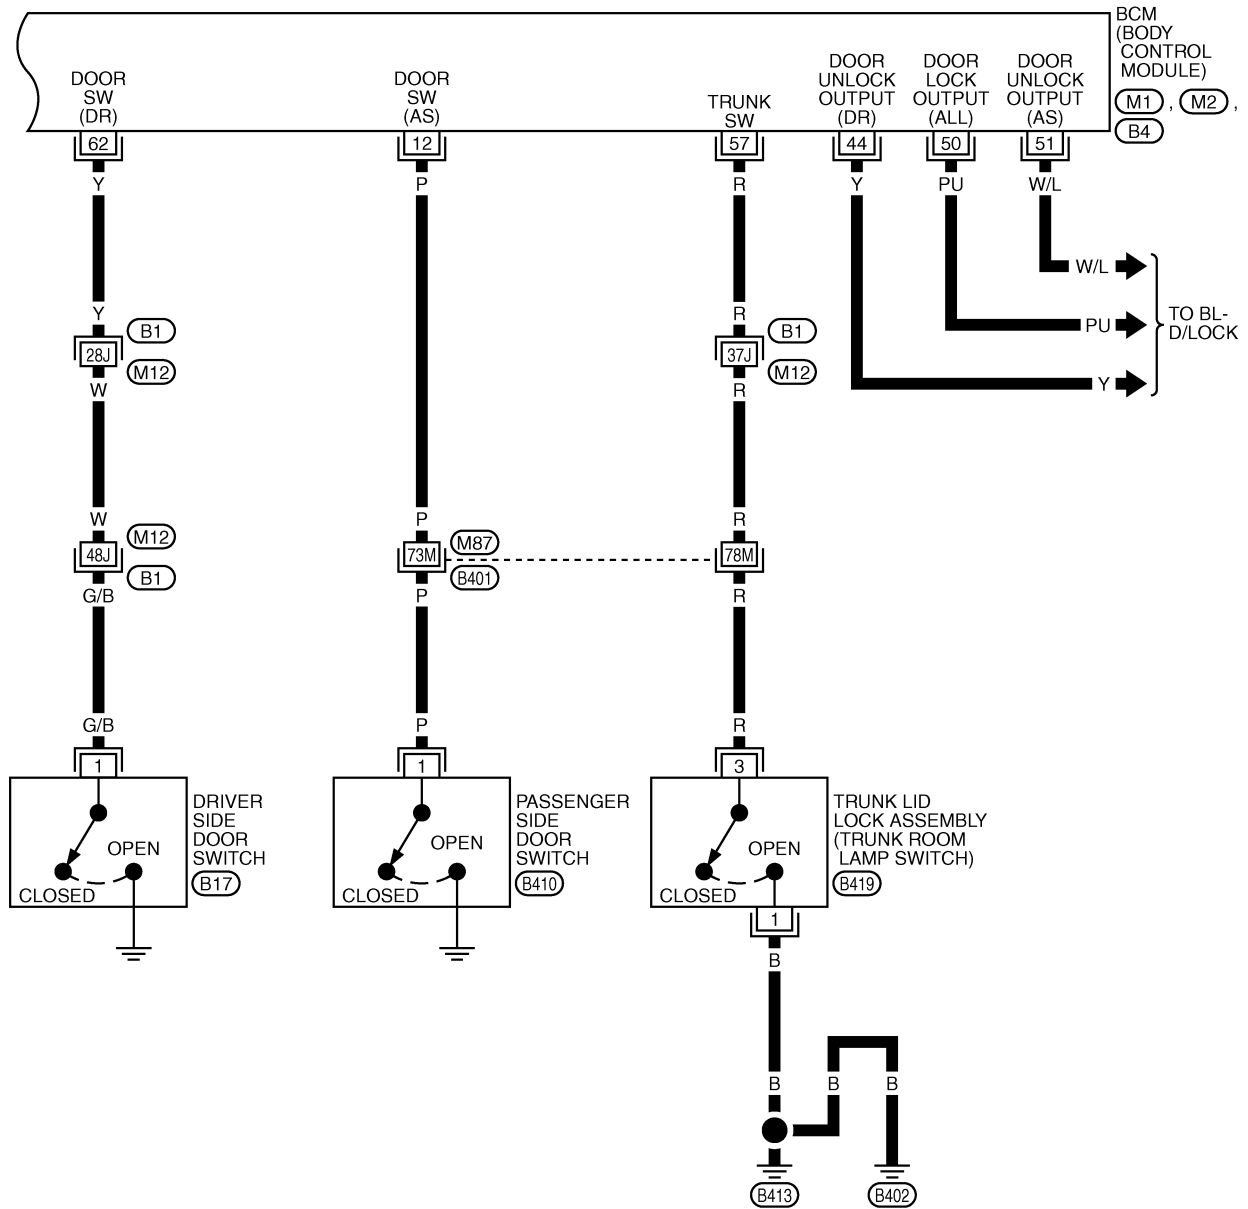 BCM
(BODY
CONTROL
MODULE)
M1 , M2 ,
B4
DOOR
SW
(DR)
DOOR
SW
(AS)
TRUNK
SW
DOOR
UNLOCK
OUTPUT
(DR)
DOOR
LOCK
OUTPUT
(ALL)
DOOR
UNLOCK
OUTPUT
(AS)
62
12
57
44
50
51
Y
P
R
Y
PU
W/L
W/L
PU
Y
TO BL-
D/LOCK
Y
28J
B1
M12
W
R
37J
B1
M12
R
W
48J
M12
B1
G/B
P
73M
M87
B401
P
R
78M
R
G/B
P
R
1
1
3
OPEN
CLOSED
DRIVER
SIDE
DOOR
SWITCH
B17
OPEN
CLOSED
PASSENGER
SIDE
DOOR
SWITCH
B410
OPEN
CLOSED
TRUNK LID
LOCK ASSEMBLY
(TRUNK ROOM
LAMP SWITCH)
B419
1
B
B
B
B
B413
B402